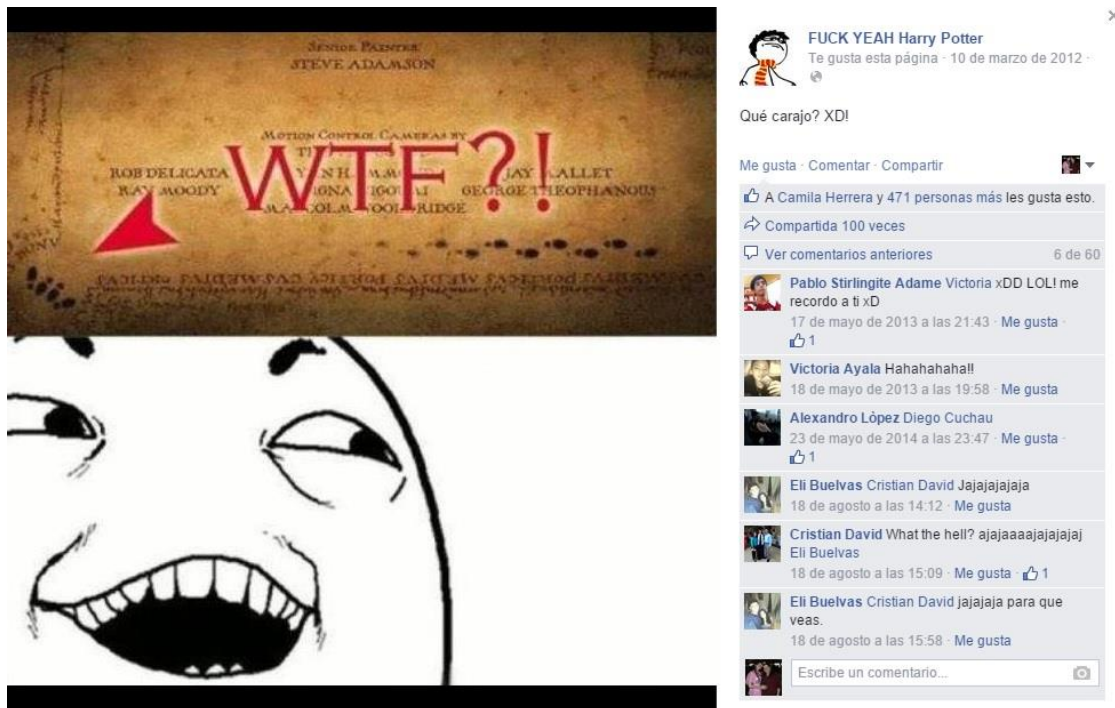 SENIOR PAINTER
STEVE ADAMSON
MOTION CONTROL CAMERAS BY
ROB DELICATA
RAY MOODY
GEORGE THEOPHANOUS
WTF?!
FUCK YEAH Harry Potter
Te gusta esta página · 10 de marzo de 2012 ·
Qué carajo? XD!
Me gusta · Comentar · Compartir
A Camila Herrera y 471 personas más les gusta esto.
Compartida 100 veces
Ver comentarios anteriores 6 de 60
Pablo Stirlingite Adame Victoria xDD LOL! me
recordo a ti xD
17 de mayo de 2013 a las 21:43 · Me gusta ·
1
Victoria Ayala Hahahahaha!!
18 de mayo de 2013 a las 19:58 · Me gusta
Alexandro López Diego Cuchau
23 de mayo de 2014 a las 23:47 · Me gusta ·
1
Eli Buelvas Cristian David Jajajajajaja
18 de agosto a las 14:12 · Me gusta
Cristian David What the hell? ajajaaaajajajajaj
Eli Buelvas
18 de agosto a las 15:09 · Me gusta · 1
Eli Buelvas Cristian David jajajaja para que
veas.
18 de agosto a las 15:58 · Me gusta
Escribe un comentario...